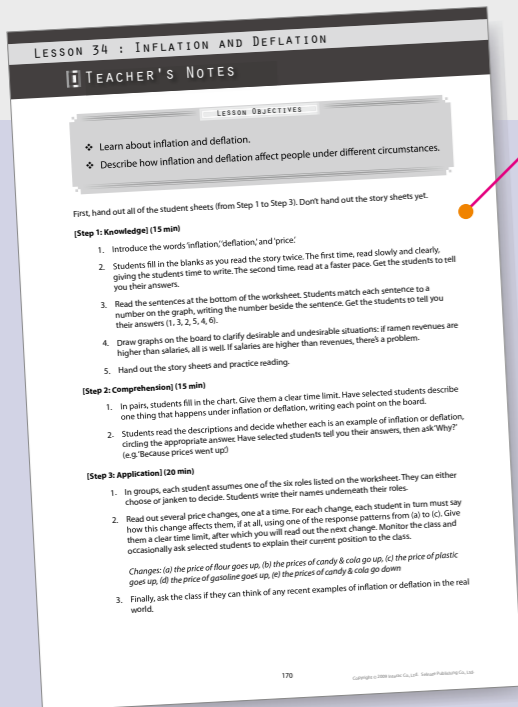 LESSON 34 : INFLATION AND DEFLATION
TEACHER'S NOTES
LESSON OBJECTIVES
❖ Learn about inflation and deflation.
❖ Describe how inflation and deflation affect people under different circumstances.
First, hand out all of the student sheets (from Step 1 to Step 3). Don't hand out the story sheets yet.
[Step 1: Knowledge] (15 min)
1. Introduce the words 'inflation,' 'deflation,' and 'price.'
2. Students fill in the blanks as you read the story twice. The first time, read slowly and clearly,
giving the students time to write. The second time, read at a faster pace. Get the students to tell
you their answers.
3. Read the sentences at the bottom of the worksheet. Students match each sentence to a
number on the graph, writing the number beside the sentence. Get the students to tell you
their answers (1, 3, 2, 5, 4, 6).
4. Draw graphs on the board to clarify desirable and undesirable situations: if ramen revenues are
higher than salaries, all is well. If salaries are higher than revenues, there's a problem.
5. Hand out the story sheets and practice reading.
[Step 2: Comprehension] (15 min)
1. In pairs, students fill in the chart. Give them a clear time limit. Have selected students describe
one thing that happens under inflation or deflation, writing each point on the board.
2. Students read the descriptions and decide whether each is an example of inflation or deflation,
circling the appropriate answer. Have selected students tell you their answers, then ask 'Why?'
(e.g. 'Because prices went up.')
[Step 3: Application] (20 min)
1. In groups, each student assumes one of the six roles listed on the worksheet. They can either
choose or janken to decide. Students write their names underneath their roles.
2. Read out several price changes, one at a time. For each change, each student in turn must say
how this change affects them, if at all, using one of the response patterns from (a) to (c). Give
them a clear time limit, after which you will read out the next change. Monitor the class and
occasionally ask selected students to explain their current position to the class.
Changes: (a) the price of flour goes up, (b) the prices of candy & cola go up, (c) the price of plastic
goes up, (d) the price of gasoline goes up, (e) the prices of candy & cola go down
3. Finally, ask the class if they can think of any recent examples of inflation or deflation in the real
world.
170